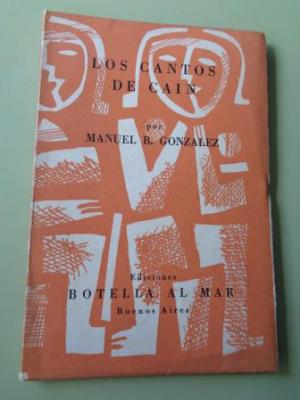 LOS CANTOS
DE CAIN
por
MANUEL B. GONZALEZ
Ediciones
BOTELLA AL MAR
Buenos Aires